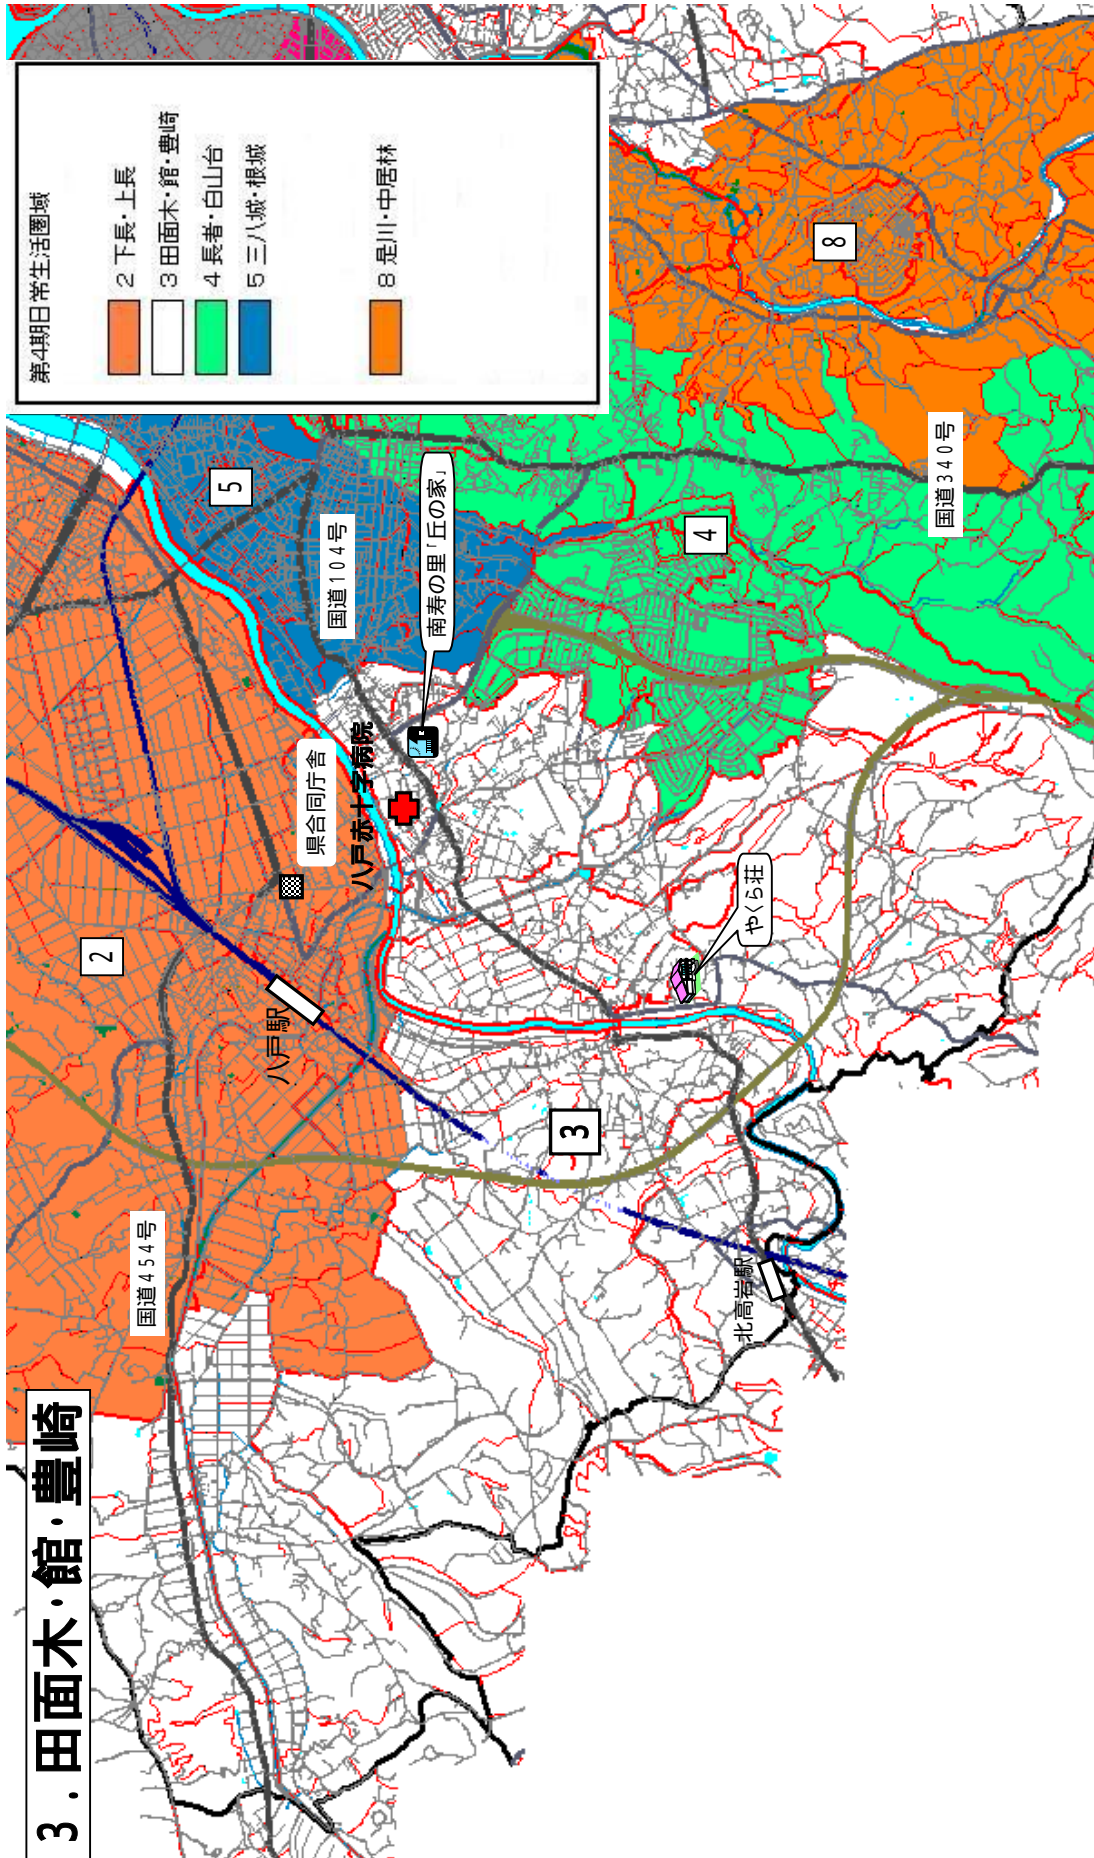 3．田面木・館・豊崎
第4期日常生活圏域
2 下長・上長
3 田面木・館・豊崎
4 長者・白山台
5 三八城・根城
8 是川・中居林
国道454号
2
八戸駅
県合同庁舎
八戸赤十字病院
国道104号
5
南寿の里「丘の家」
3
北高岩駅
やくら荘
4
国道340号
8